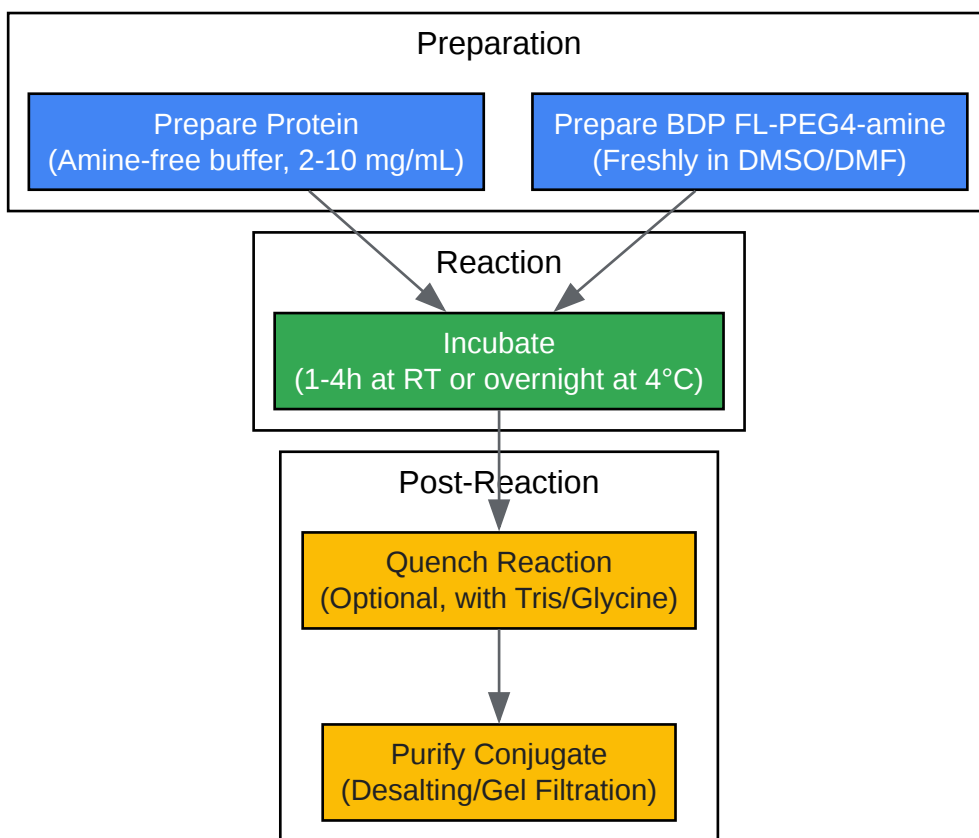 Preparation
Prepare Protein
(Amine-free buffer, 2-10 mg/mL)
Prepare BDP FL-PEG4-amine
(Freshly in DMSO/DMF)
Reaction
Incubate
(1-4h at RT or overnight at 4°C)
Post-Reaction
Quench Reaction
(Optional, with Tris/Glycine)
Purify Conjugate
(Desalting/Gel Filtration)